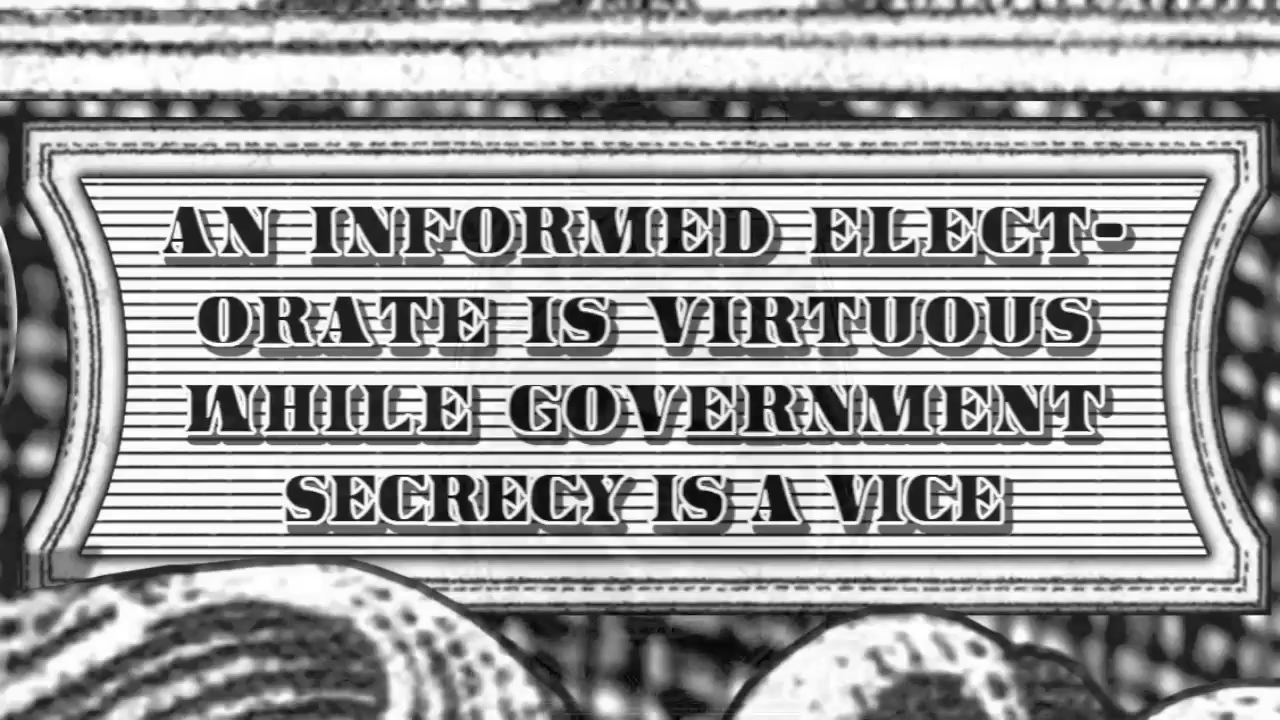 AN INFORMED ELECT-
ORATE IS VIRTUOUS
WHILE GOVERNMENT
SECRECY IS A VICE